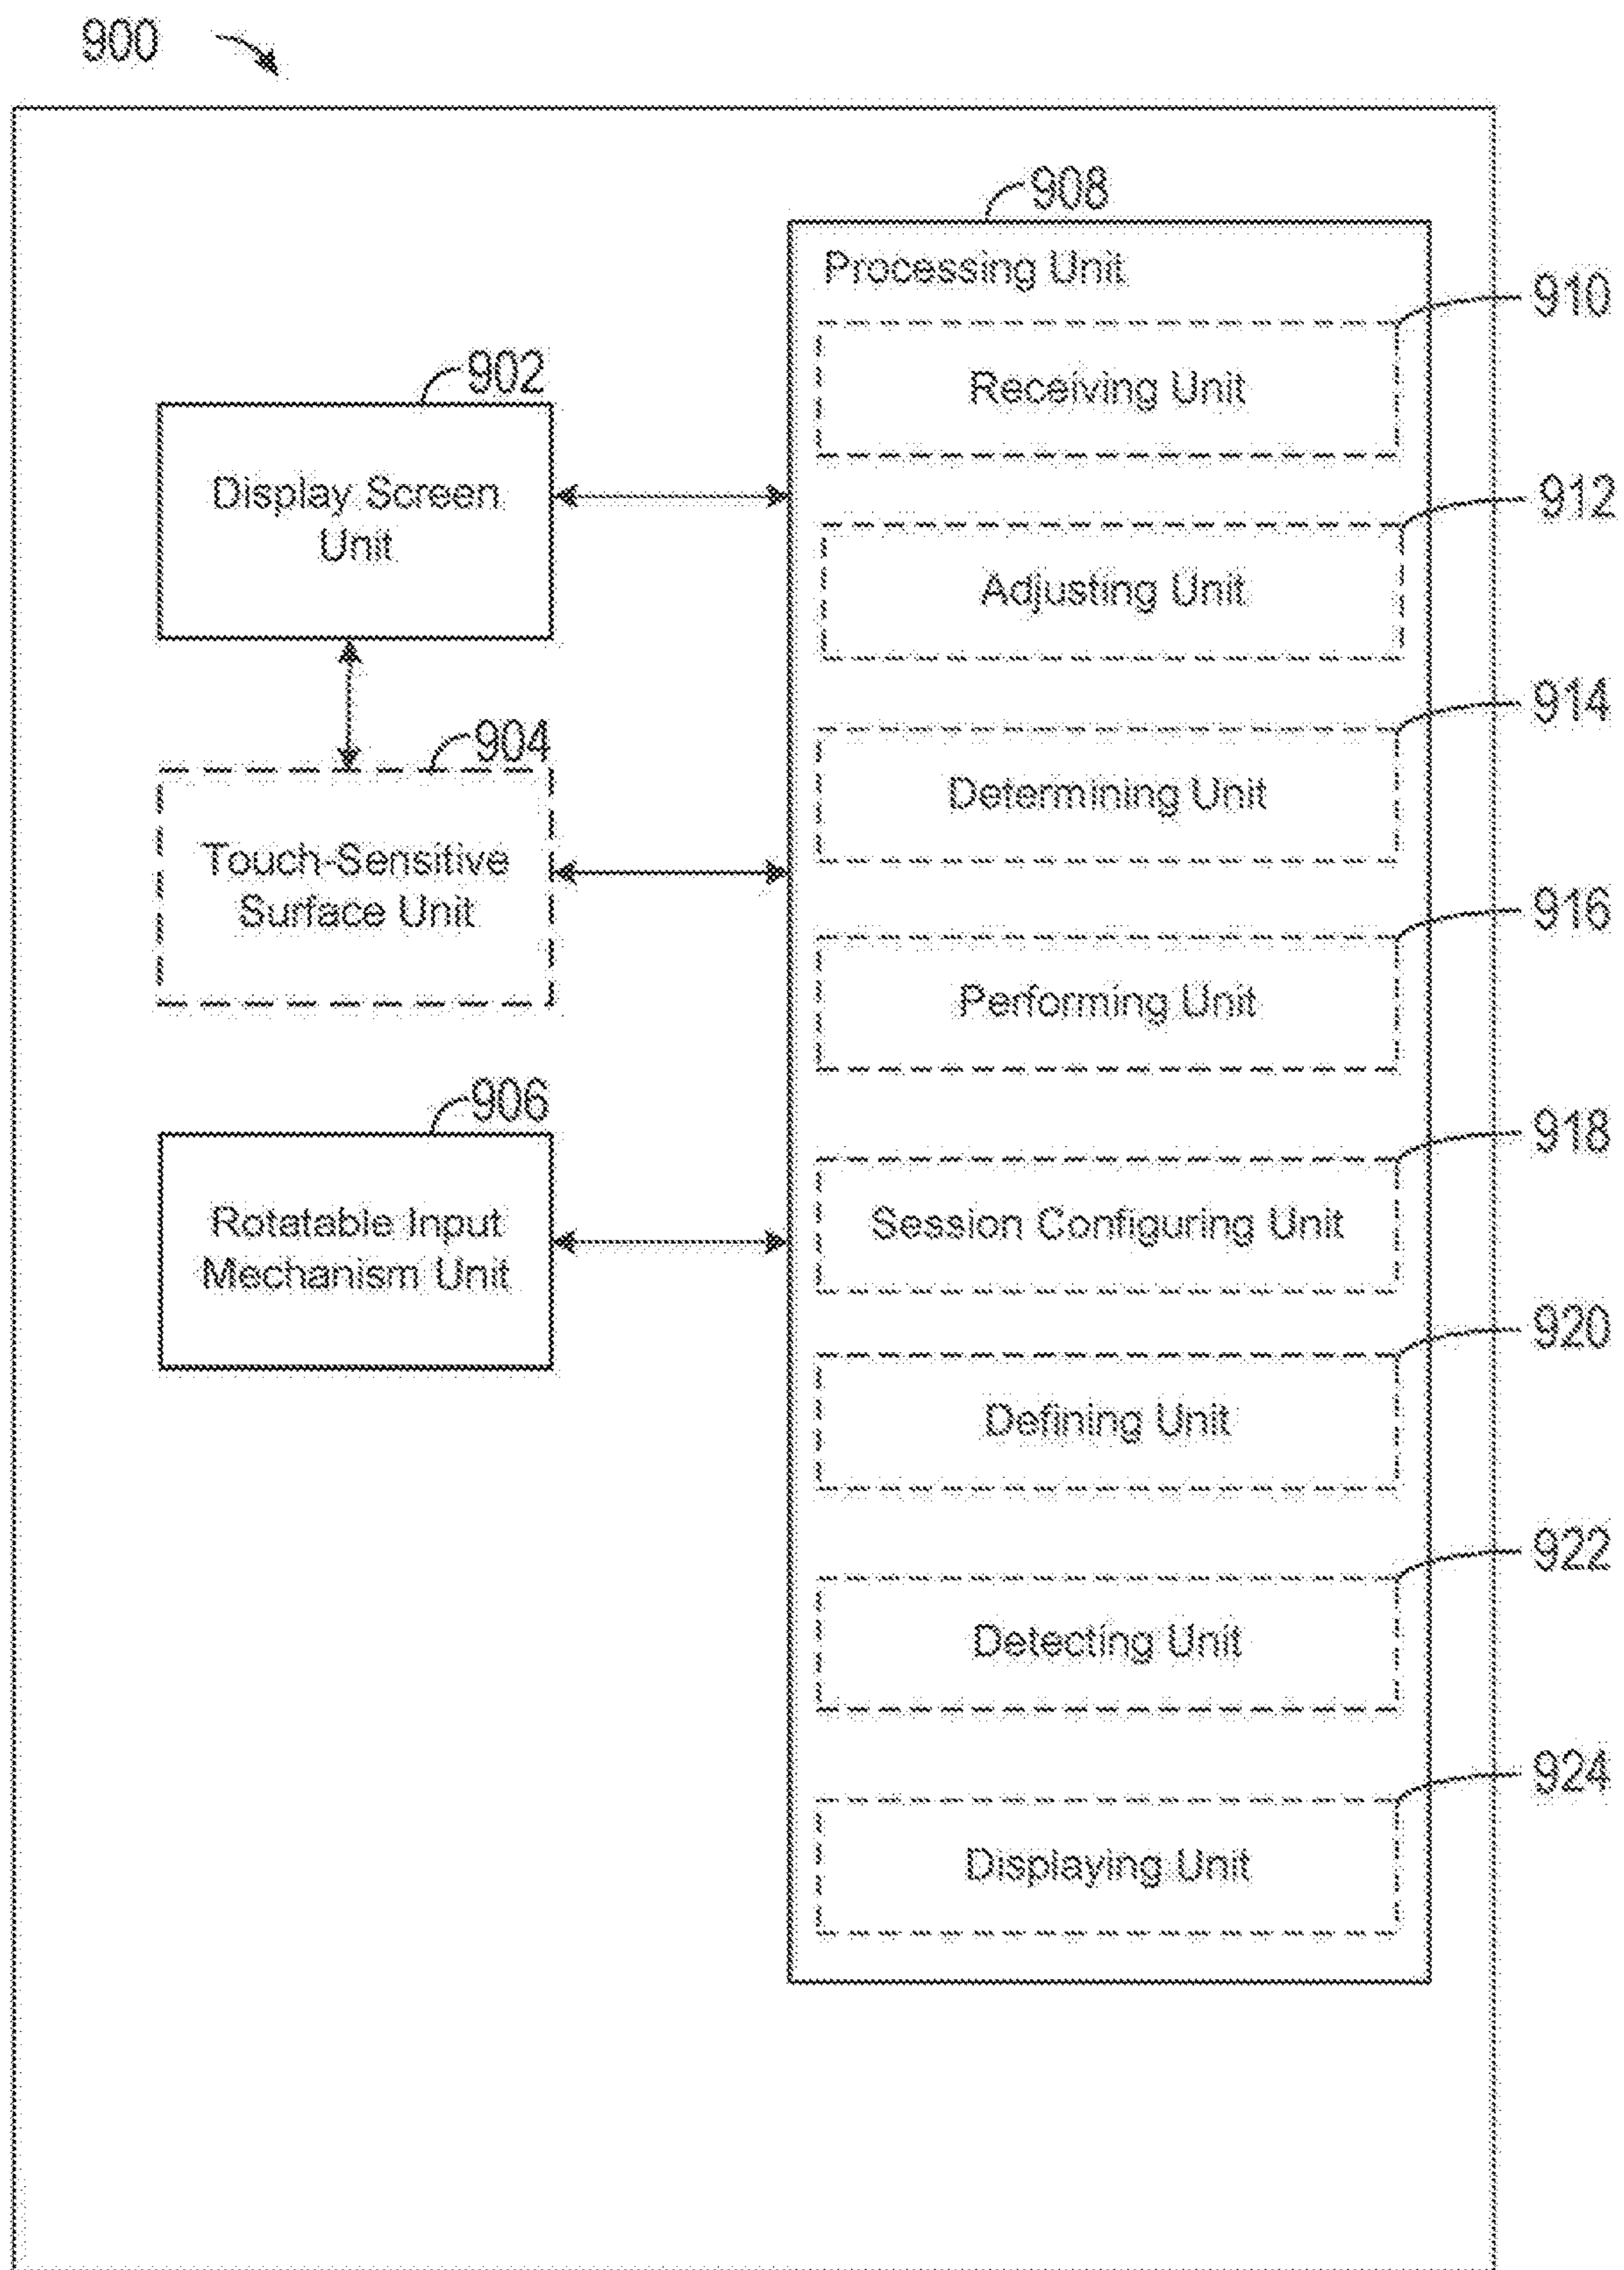 900
908
Processing Unit
910
Receiving Unit
902
Display Screen
Unit
912
Adjusting Unit
914
Determining Unit
904
Touch-Sensitive
Surface Unit
916
Performing Unit
906
Rotatable Input
Mechanism Unit
918
Session Configuring Unit
920
Defining Unit
922
Detecting Unit
924
Displaying Unit